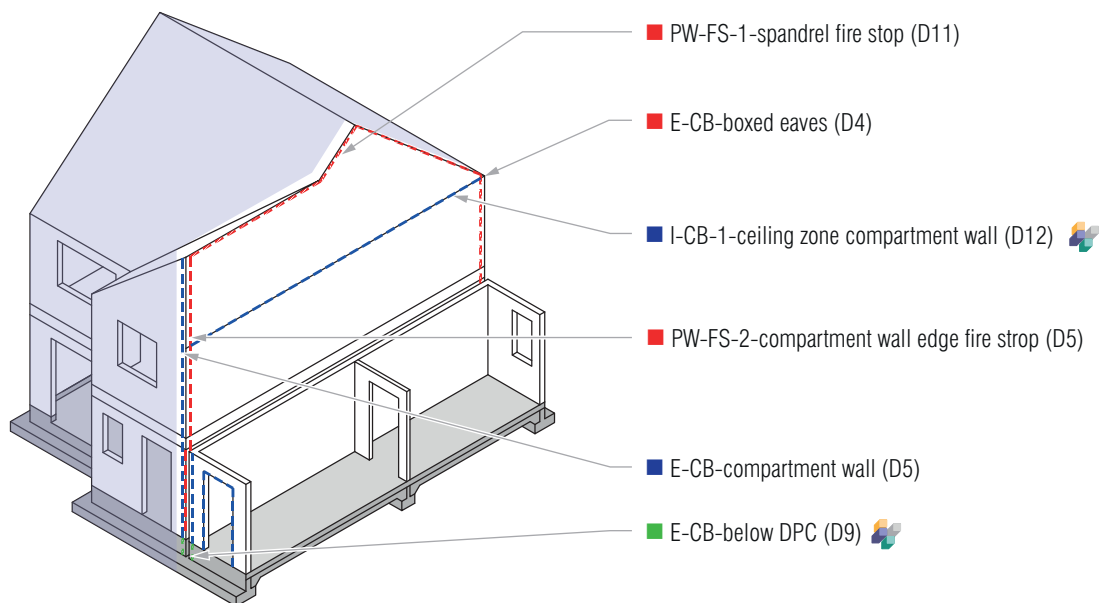 PW-FS-1-spandrel fire stop (D11)
E-CB-boxed eaves (D4)
I-CB-1-ceiling zone compartment wall (D12)
PW-FS-2-compartment wall edge fire strop (D5)
E-CB-compartment wall (D5)
E-CB-below DPC (D9)